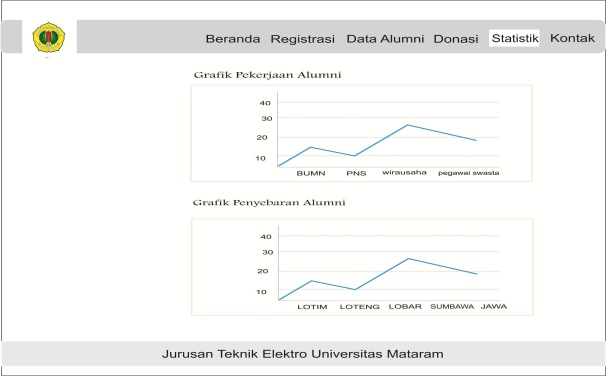 Beranda Registrasi Data Alumni Donasi Statistik Kontak
Grafik Pekerjaan Alumni
40
30
20
10
BUMN PNS wirausaha pegawai swasta
Grafik Penyebaran Alumni
40
30
20
10
LOTIM LOTENG LOBAR SUMBAWA JAWA
Jurusan Teknik Elektro Universitas Mataram